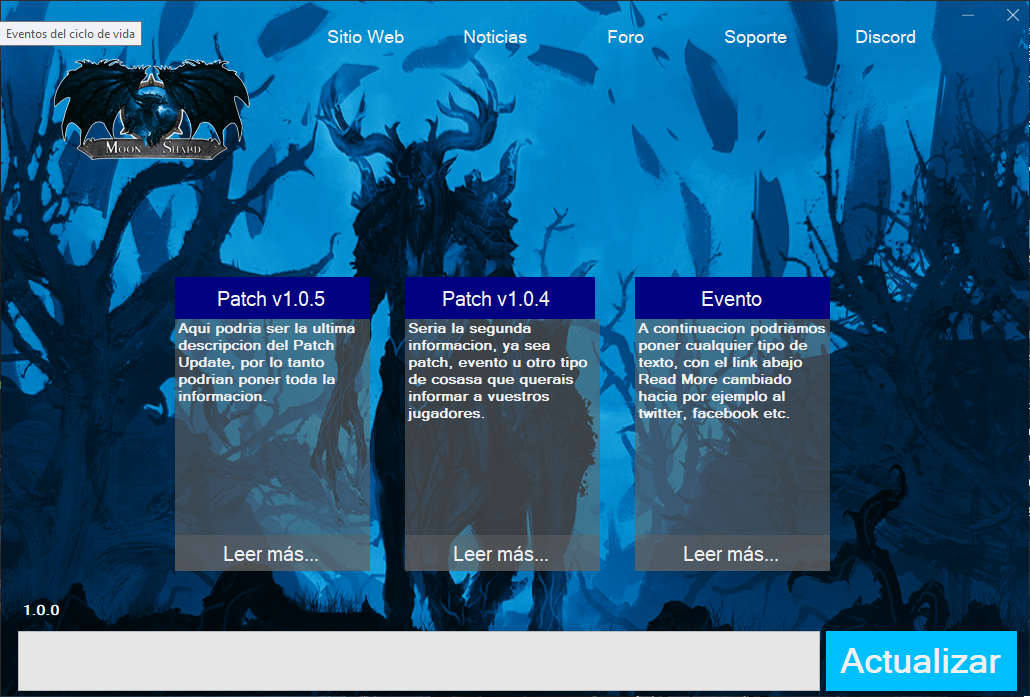 Eventos del ciclo de vida
Sitio Web
Noticias
Foro
Soporte
Discord
MOON SHARD
Patch v1.0.5
Aqui podria ser la ultima
descripcion del Patch
Update, por lo tanto
podrian poner toda la
informacion.
Leer más...
Patch v1.0.4
Seria la segunda
informacion, ya sea
patch, evento u otro tipo
de cosasa que querais
informar a vuestros
jugadores.
Leer más...
Evento
A continuacion podriamos
poner cualquier tipo de
texto, con el link abajo
Read More cambiado
hacia por ejemplo al
twitter, facebook etc.
Leer más...
1.0.0
Actualizar